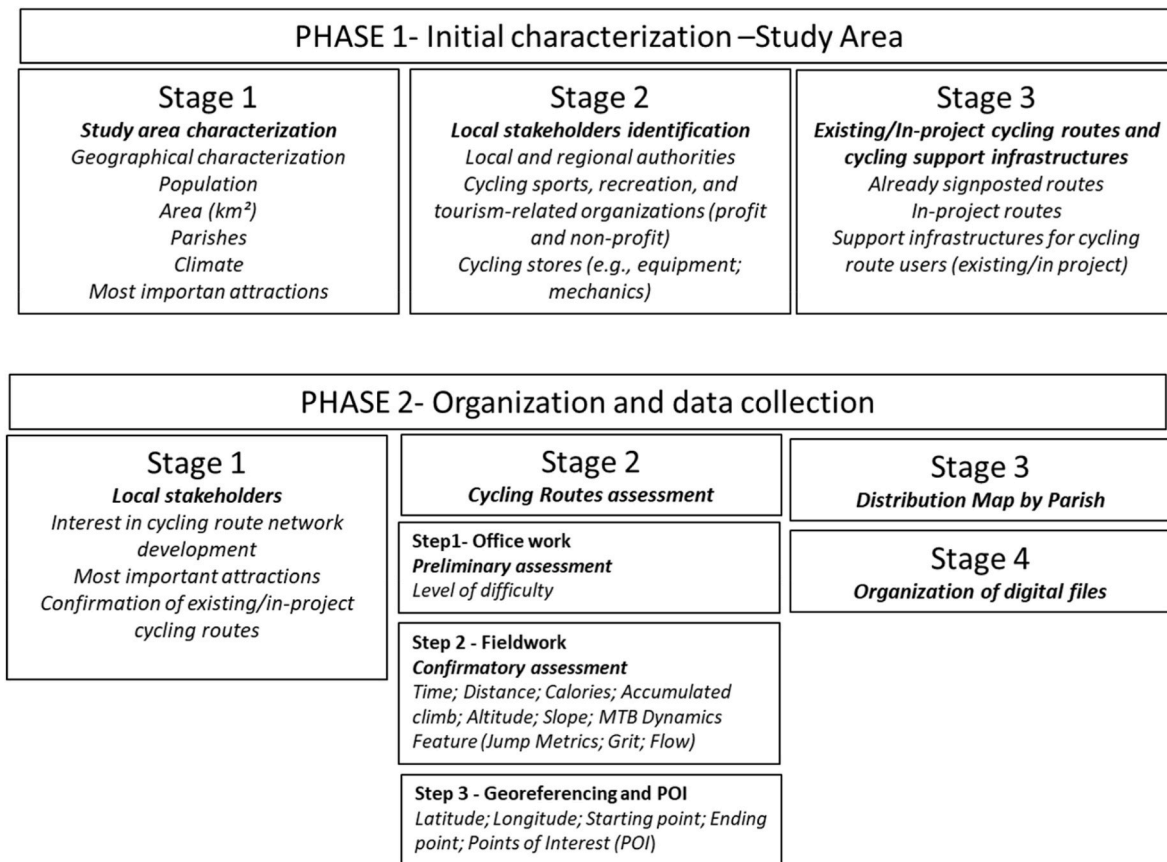 PHASE 1- Initial characterization –Study Area
Stage 1
Study area characterization
Geographical characterization
Population
Area (km²)
Parishes
Climate
Most importan attractions
Stage 2
Local stakeholders identification
Local and regional authorities
Cycling sports, recreation, and
tourism-related organizations (profit
and non-profit)
Cycling stores (e.g., equipment;
mechanics)
Stage 3
Existing/In-project cycling routes and
cycling support infrastructures
Already signposted routes
In-project routes
Support infrastructures for cycling
route users (existing/in project)
PHASE 2- Organization and data collection
Stage 1
Local stakeholders
Interest in cycling route network
development
Most important attractions
Confirmation of existing/in-project
cycling routes
Stage 2
Cycling Routes assessment
Step1- Office work
Preliminary assessment
Level of difficulty
Step 2 - Fieldwork
Confirmatory assessment
Time; Distance; Calories; Accumulated
climb; Altitude; Slope; MTB Dynamics
Feature (Jump Metrics; Grit; Flow)
Step 3 - Georeferencing and POI
Latitude; Longitude; Starting point; Ending
point; Points of Interest (POI)
Stage 3
Distribution Map by Parish
Stage 4
Organization of digital files